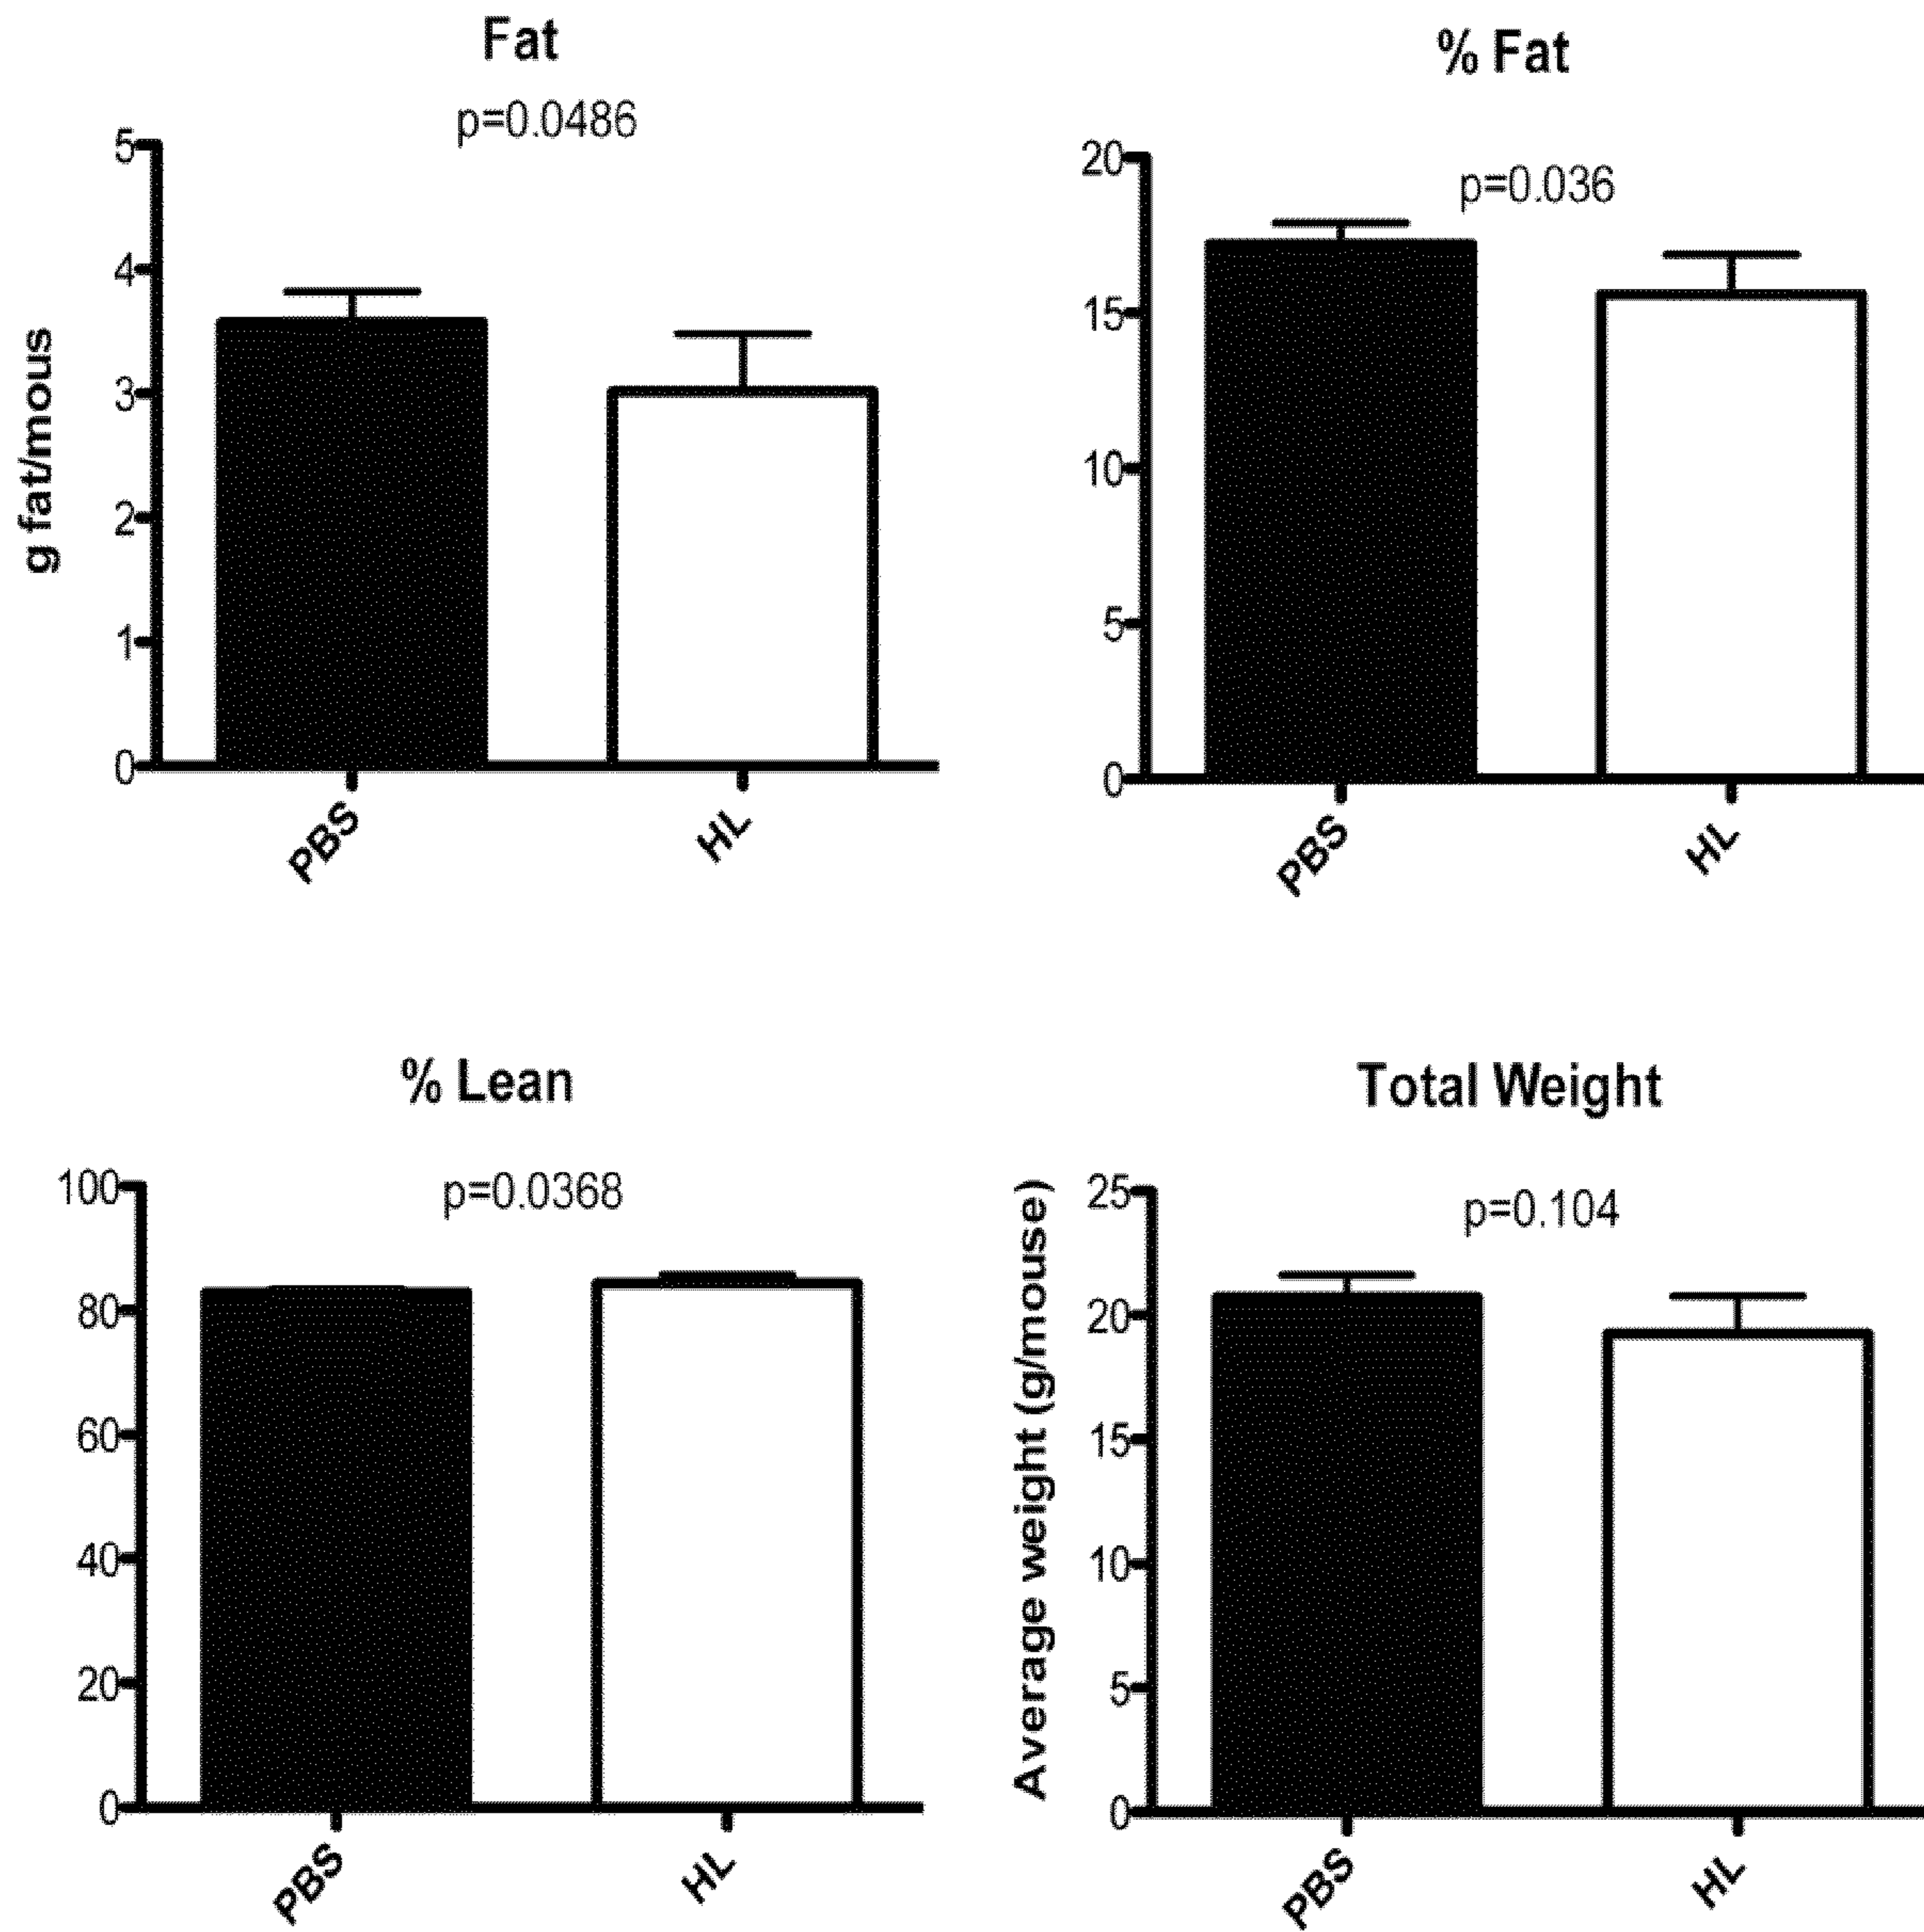 Fat
p=0.0486
5
4
3
2
1
0
g fat/mous
PBS
HL
% Fat
p=0.036
20
15
10
5
0
PBS
HL
% Lean
p=0.0368
100
80
60
40
20
0
PBS
HL
Total Weight
p=0.104
25
20
15
10
5
0
Average weight (g/mouse)
PBS
HL